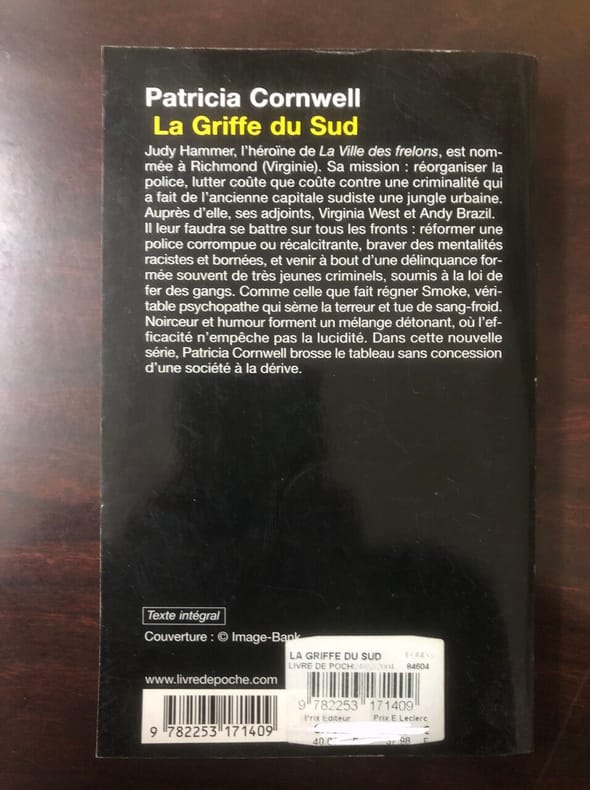 Patricia Cornwell
La Griffe du Sud
Judy Hammer, l'héroïne de La Ville des frelons, est nom-
mée à Richmond (Virginie). Sa mission : réorganiser la
police, lutter coûte que coûte contre une criminalité qui
a fait de l'ancienne capitale sudiste une jungle urbaine.
Auprès d'elle, ses adjoints, Virginia West et Andy Brazil.
Il leur faudra se battre sur tous les fronts : réformer une
police corrompue ou récalcitrante, braver des mentalités
racistes et bornées, et venir à bout d'une délinquance for-
mée souvent de très jeunes criminels, soumis à la loi de
fer des gangs. Comme celle que fait régner Smoke, véri-
table psychopathe qui sème la terreur et tue de sang-froid.
Noirceur et humour forment un mélange détonant, où l'ef-
ficacité n'empêche pas la lucidité. Dans cette nouvelle
série, Patricia Cornwell brosse le tableau sans concession
d'une société à la dérive.
Texte intégral
Couverture : © Image-Bank
www.livredepoche.com
9 782253 171409
LA GRIFFE DU SUD
LIVRE DE POCH 84604
9 782253 171409
Prix Editeur Prix E.Leclerc